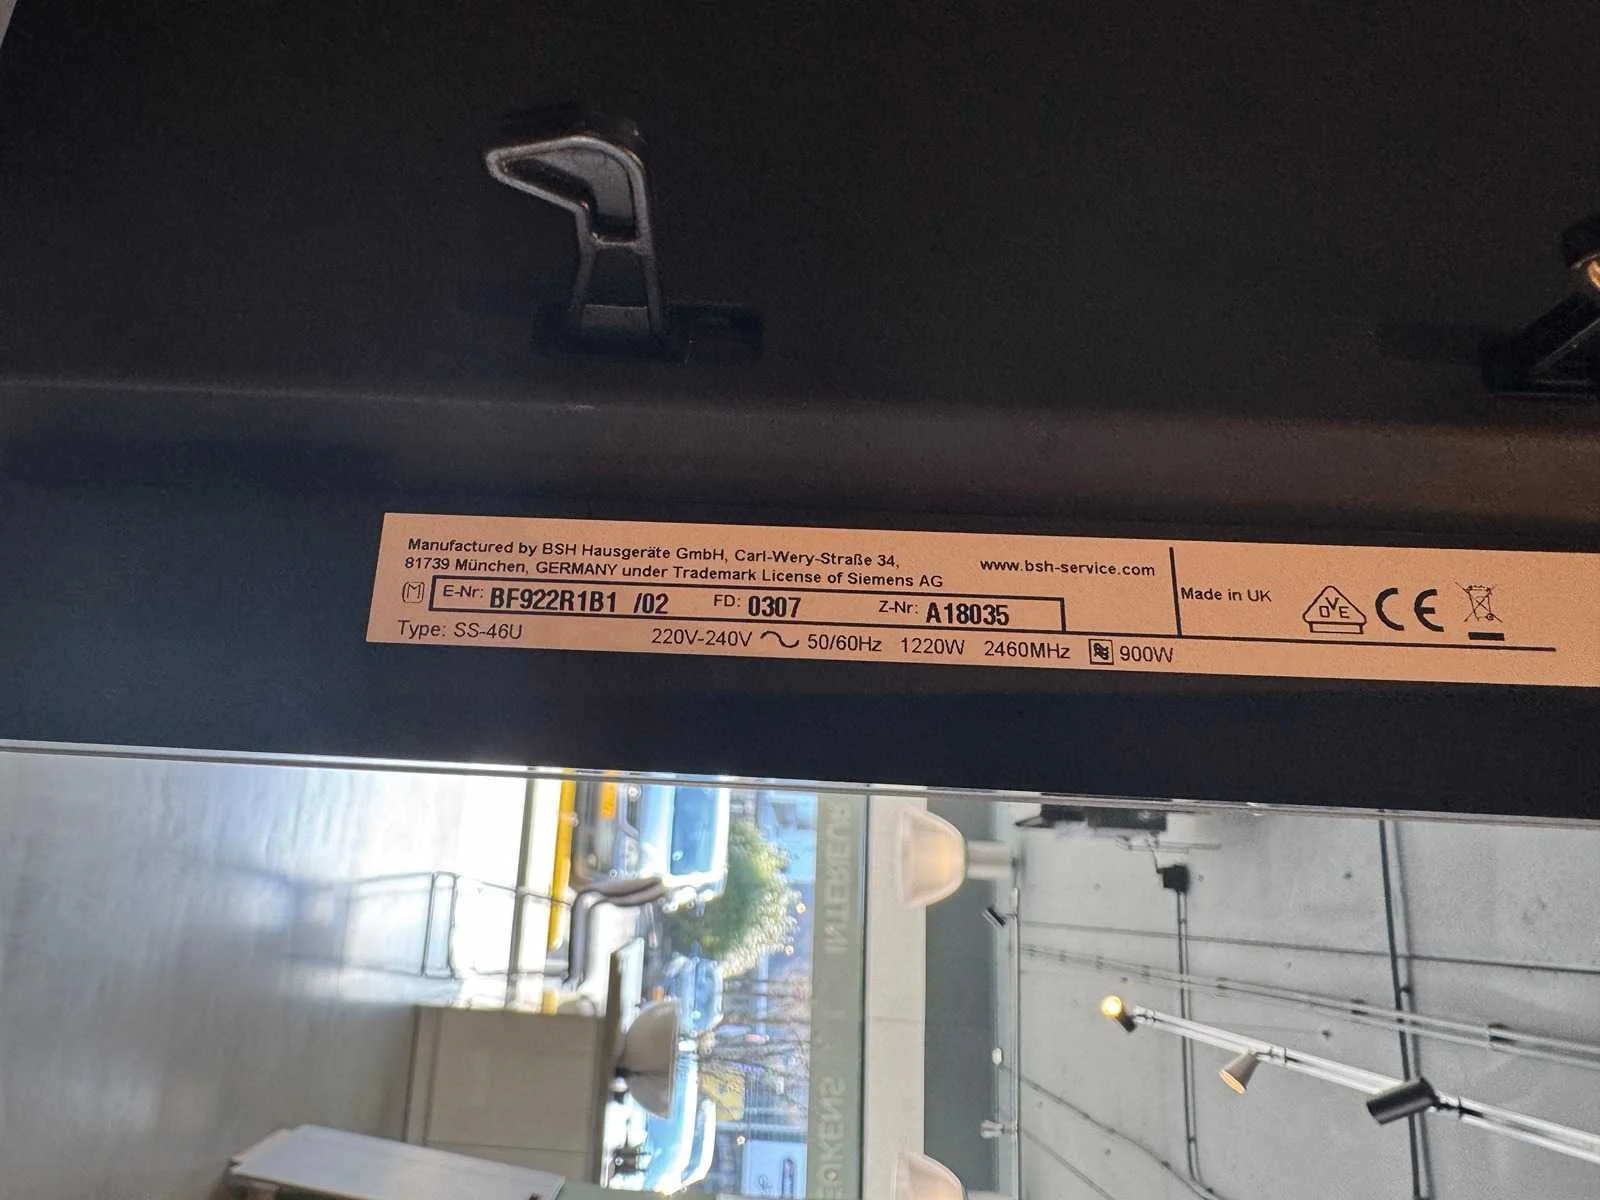 Manufactured by BSH Hausgeräte GmbH, Carl-Wery-Straße 34,
81739 München, GERMANY under Trademark License of Siemens AG
www.bsh-service.com
E-Nr: BF922R1B1 /02 FD: 0307 Z-Nr: A18035
Type: SS-46U 220V-240V 50/60Hz 1220W 2460MHz 900W
Made in UK
DVE
CE
INTERIEUR